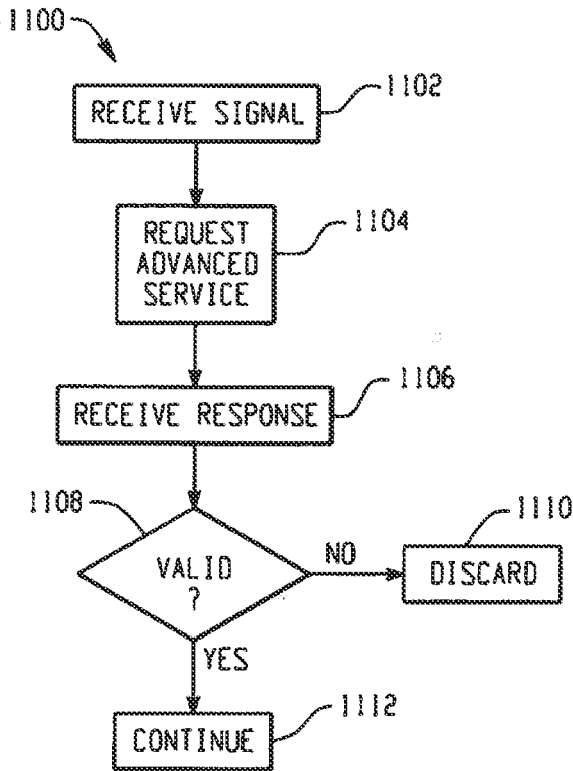 1100
1102
RECEIVE SIGNAL
1104
REQUEST
ADVANCED
SERVICE
1106
RECEIVE RESPONSE
1108
1110
VALID
?
NO
DISCARD
YES
1112
CONTINUE